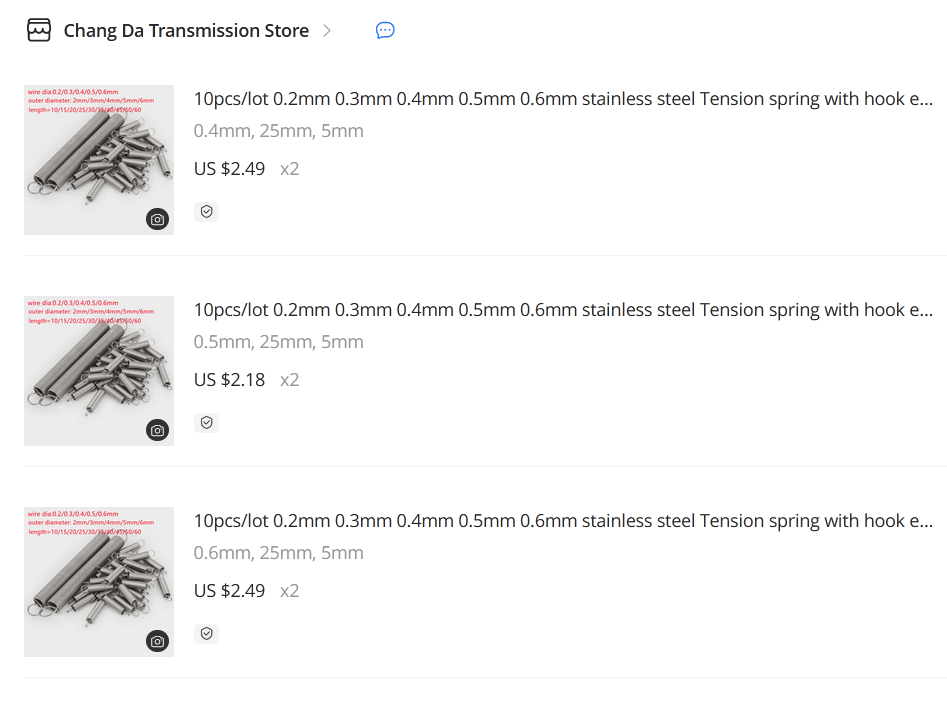 Chang Da Transmission Store
wire dia:0.2/0.3/0.4/0.5/0.6mm
outer diameter: 2mm/3mm/4mm/5mm/6mm
length=10/15/20/25/30/35/40/45/50/60
10pcs/lot 0.2mm 0.3mm 0.4mm 0.5mm 0.6mm stainless steel Tension spring with hook e...
0.4mm, 25mm, 5mm
US $2.49 x2
wire dia:0.2/0.3/0.4/0.5/0.6mm
outer diameter: 2mm/3mm/4mm/5mm/6mm
length=10/15/20/25/30/35/40/45/50/60
10pcs/lot 0.2mm 0.3mm 0.4mm 0.5mm 0.6mm stainless steel Tension spring with hook e...
0.5mm, 25mm, 5mm
US $2.18 x2
wire dia:0.2/0.3/0.4/0.5/0.6mm
outer diameter: 2mm/3mm/4mm/5mm/6mm
length=10/15/20/25/30/35/40/45/50/60
10pcs/lot 0.2mm 0.3mm 0.4mm 0.5mm 0.6mm stainless steel Tension spring with hook e...
0.6mm, 25mm, 5mm
US $2.49 x2